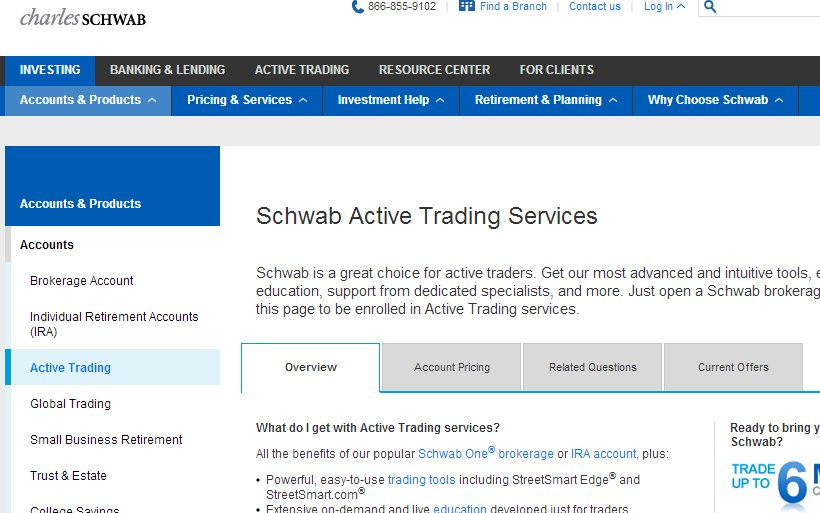 charles SCHWAB
866-855-9102 | Find a Branch | Contact us | Log In
INVESTING BANKING & LENDING ACTIVE TRADING RESOURCE CENTER FOR CLIENTS
Accounts & Products Pricing & Services Investment Help Retirement & Planning Why Choose Schwab
Accounts & Products
Accounts
Brokerage Account
Individual Retirement Accounts
(IRA)
Active Trading
Global Trading
Small Business Retirement
Trust & Estate
College Savings
Schwab Active Trading Services
Schwab is a great choice for active traders. Get our most advanced and intuitive tools,
education, support from dedicated specialists, and more. Just open a Schwab brokerag
this page to be enrolled in Active Trading services.
Overview Account Pricing Related Questions Current Offers
What do I get with Active Trading services?
All the benefits of our popular Schwab One® brokerage or IRA account, plus:
• Powerful, easy-to-use trading tools including StreetSmart Edge® and
StreetSmart.com®
• Extensive on-demand and live education developed just for traders
Ready to bring y
Schwab?
TRADE
UP TO
6